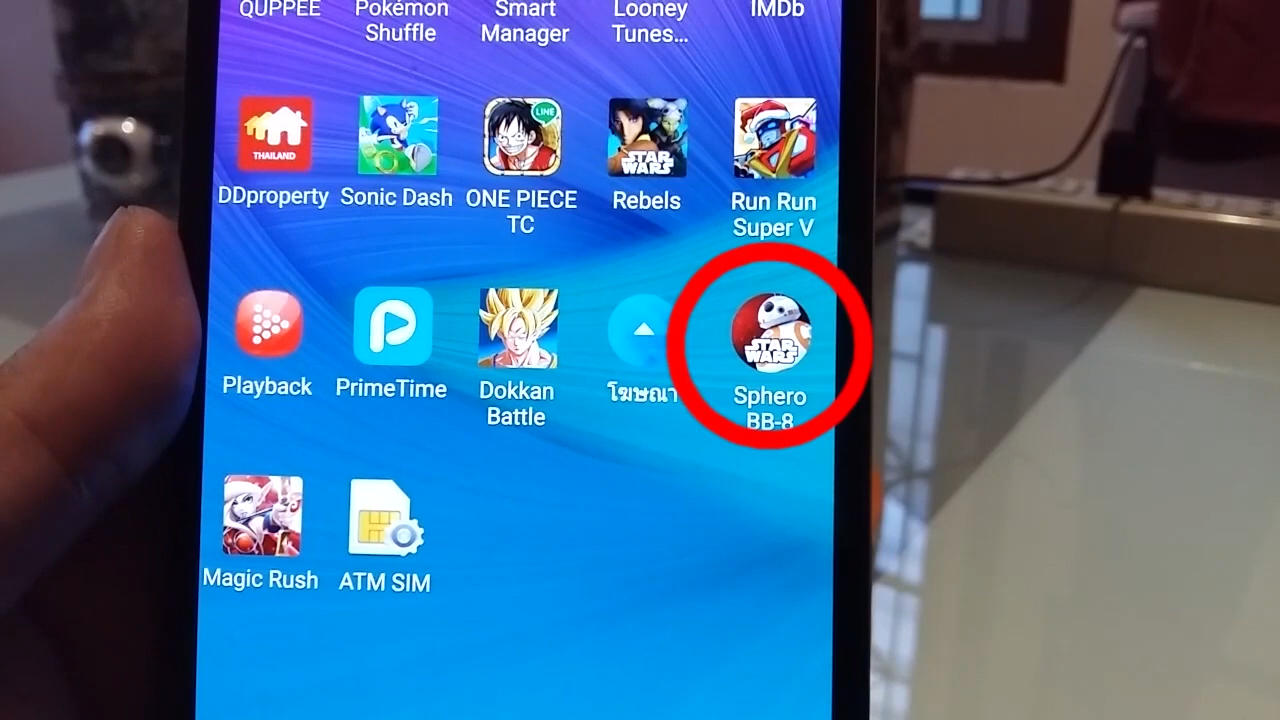 QUPPEE
Pokémon
Shuffle
Smart
Manager
Looney
Tunes...
IMDb
THAILAND
DDproperty
Sonic Dash
LINE
ONE PIECE
TC
STAR
WARS
Rebels
Run Run
Super V
Playback
PrimeTime
Dokkan
Battle
โฆษณา
STAR
WARS
Sphero
BB-8
Magic Rush
ATM SIM